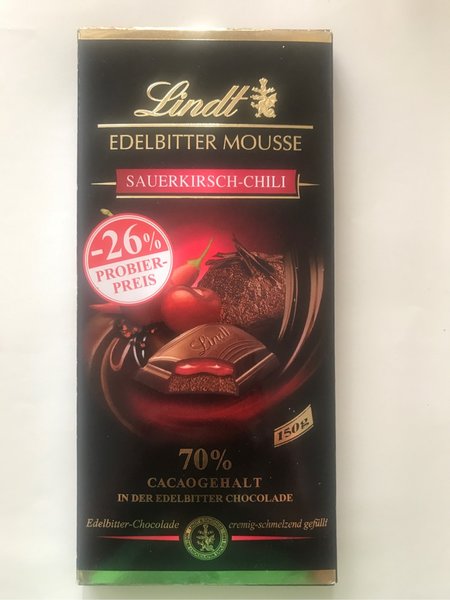 Lindt
EDELBITTER MOUSSE
SAUERKIRSCH-CHILI
-26%
PROBIER-
PREIS
Lindt
150g
70%
CACAOGEHALT
IN DER EDELBITTER CHOCOLADE
Edelbitter-Chocolade cremig-schmelzend gefüllt